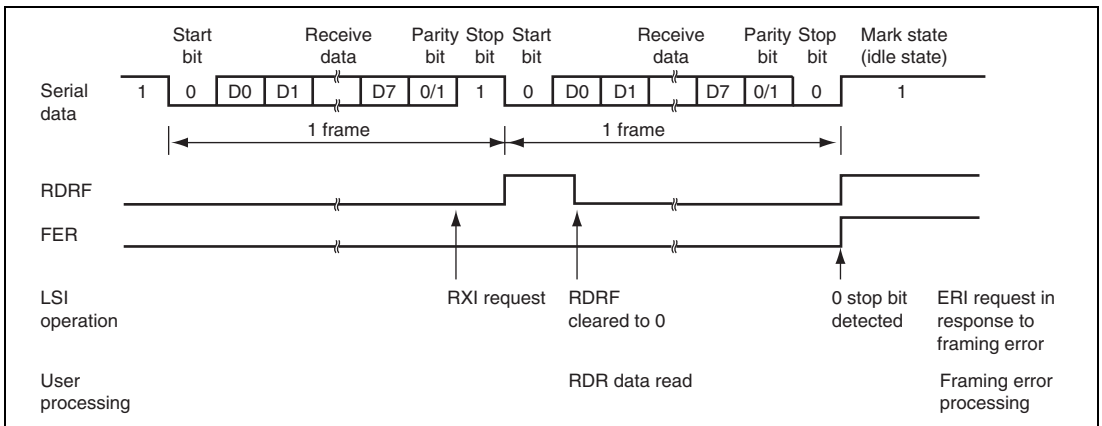 Start bit Receive data Parity bit Stop bit Start bit Receive data Parity bit Stop bit Mark state (idle state)
Serial data 1 0 D0 D1 D7 0/1 1 0 D0 D1 D7 0/1 0 1
1 frame 1 frame
RDRF
FER
LSI operation RXI request RDRF cleared to 0 0 stop bit detected ERI request in response to framing error
User processing RDR data read Framing error processing